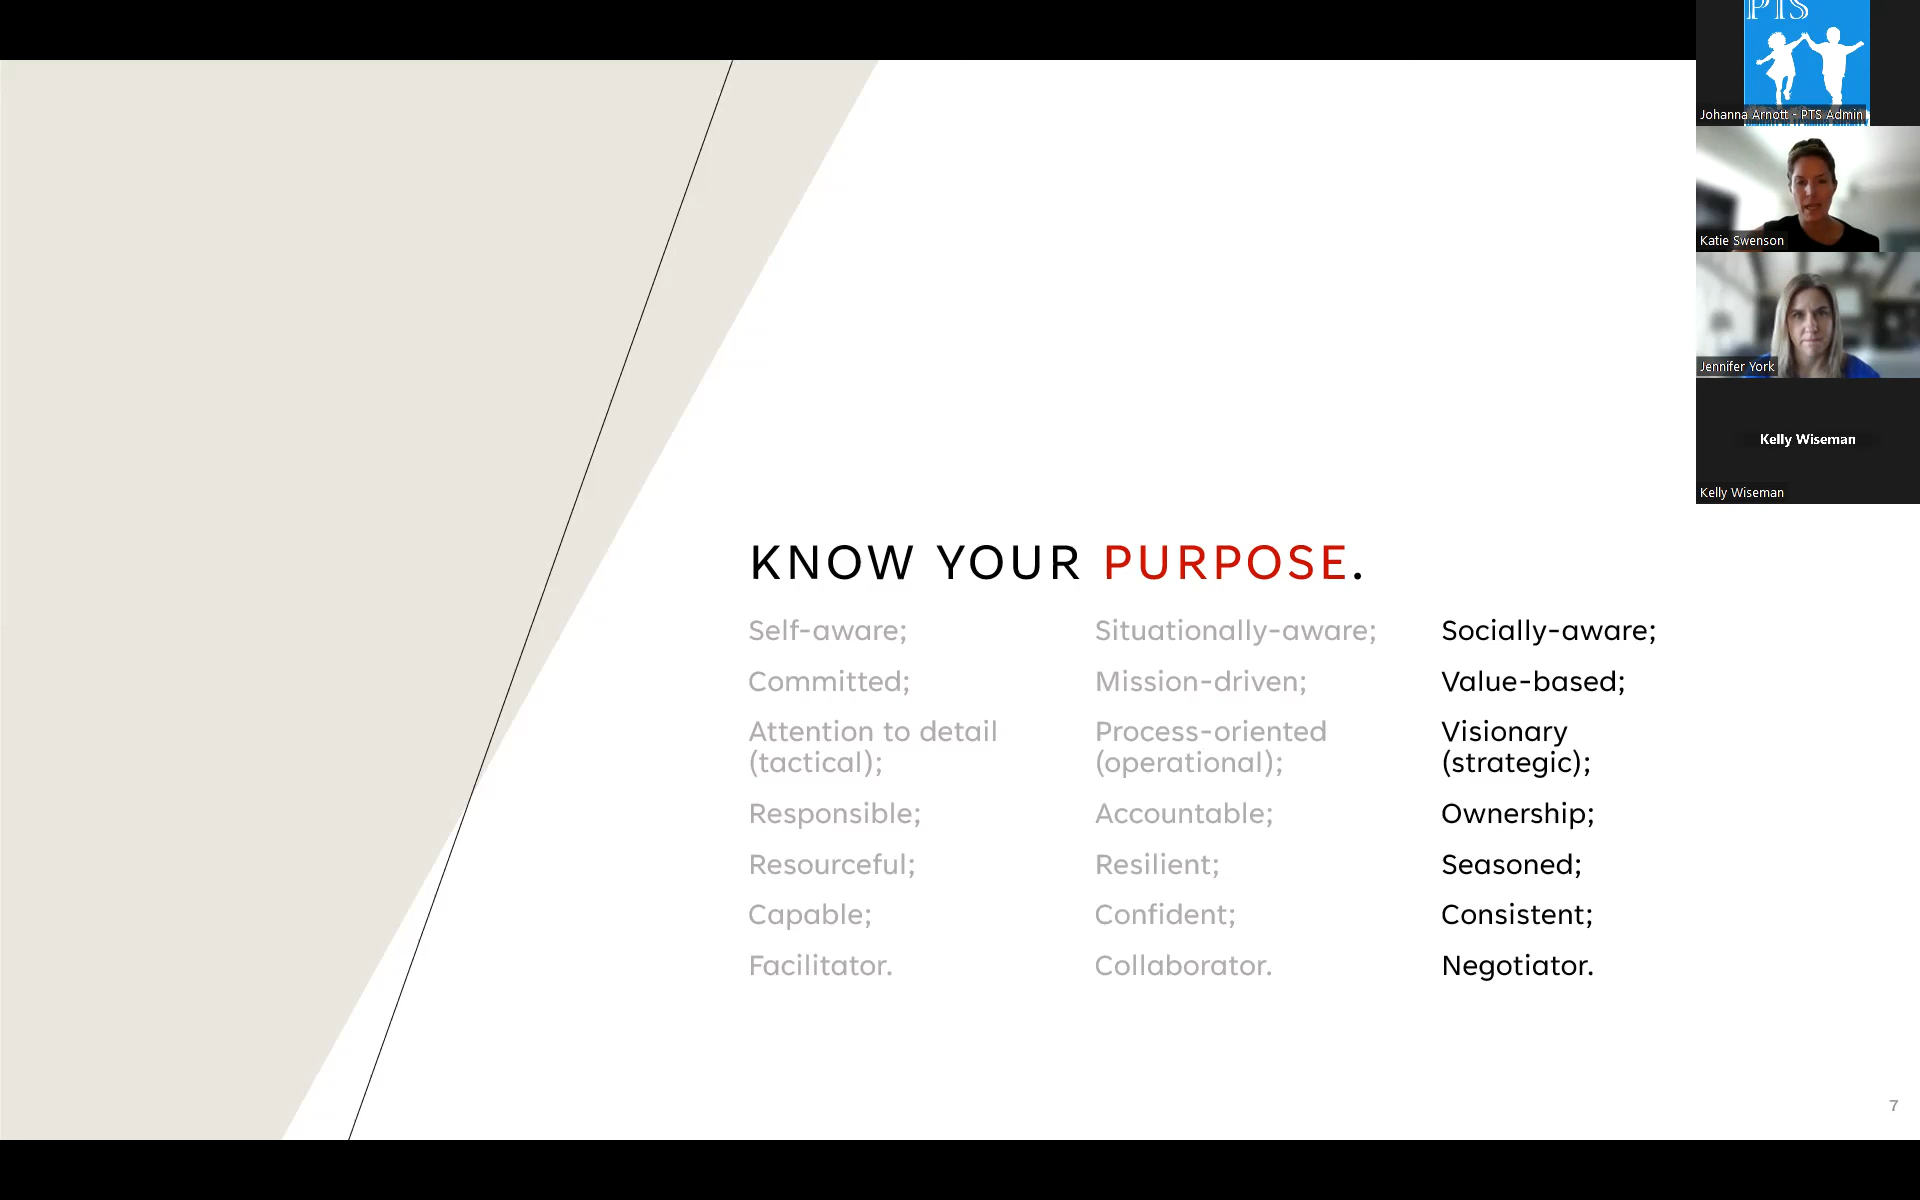 PTS
Johanna Arnott - PTS Admin
Katie Swenson
Jennifer York
Kelly Wiseman
Kelly Wiseman
KNOW YOUR PURPOSE.
Self-aware;
Committed;
Attention to detail
(tactical);
Responsible;
Resourceful;
Capable;
Facilitator.
Situationally-aware;
Mission-driven;
Process-oriented
(operational);
Accountable;
Resilient;
Confident;
Collaborator.
Socially-aware;
Value-based;
Visionary
(strategic);
Ownership;
Seasoned;
Consistent;
Negotiator.
7